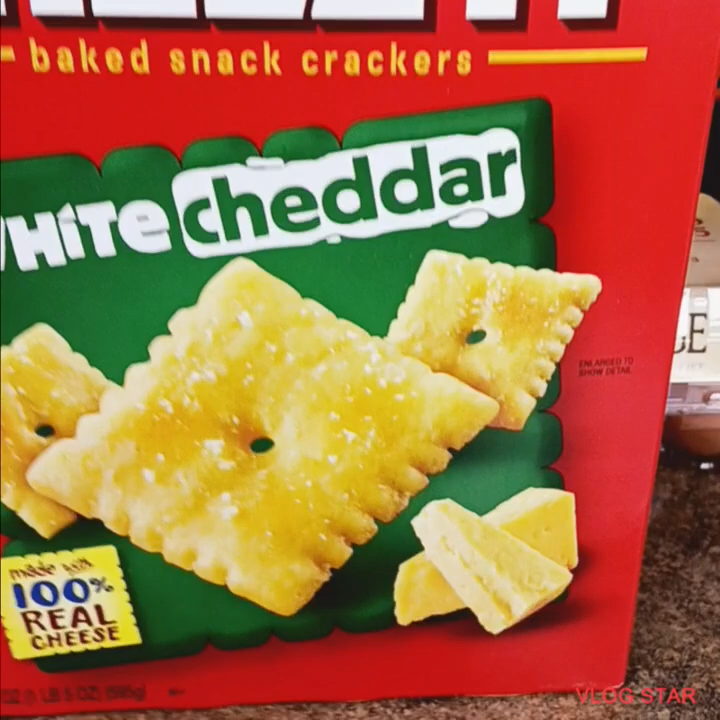 baked snack crackers
WHITE cheddar
ENLARGED TO
SHOW DETAIL
made with
100%
REAL
CHEESE
VLOG STAR